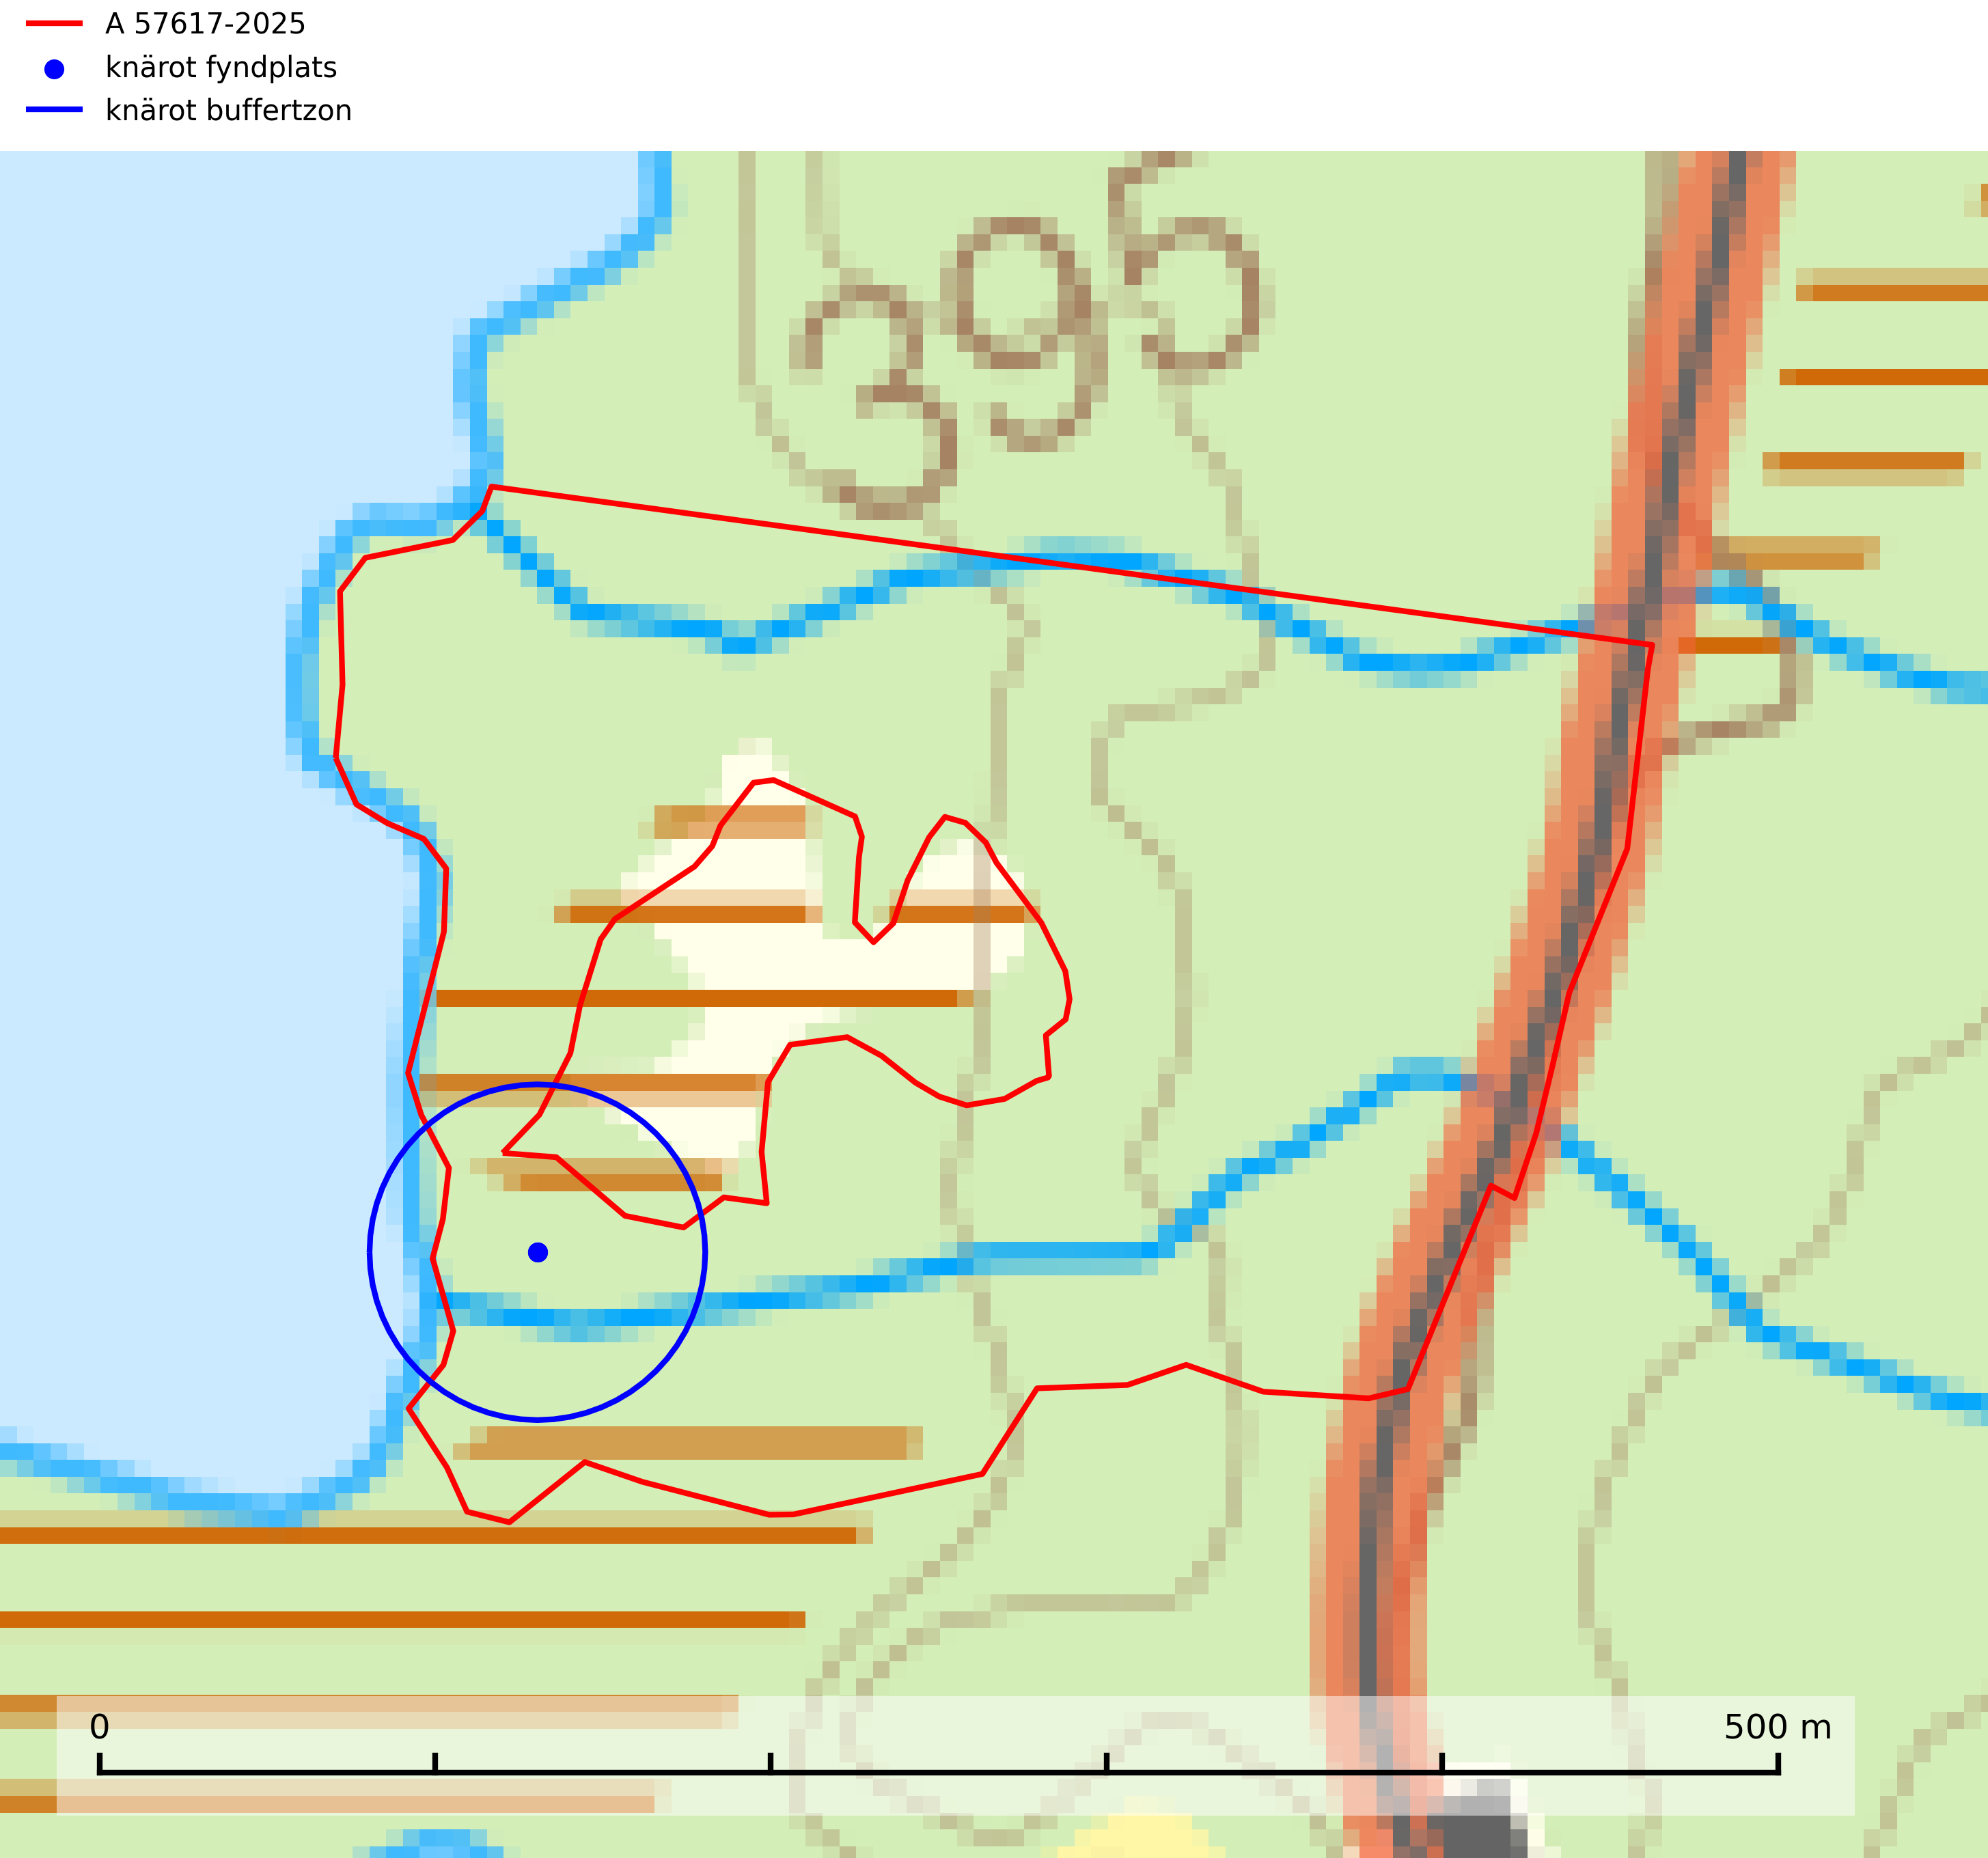 A 57617-2025
knärot fyndplats
knärot buffertzon
395
0 500 m